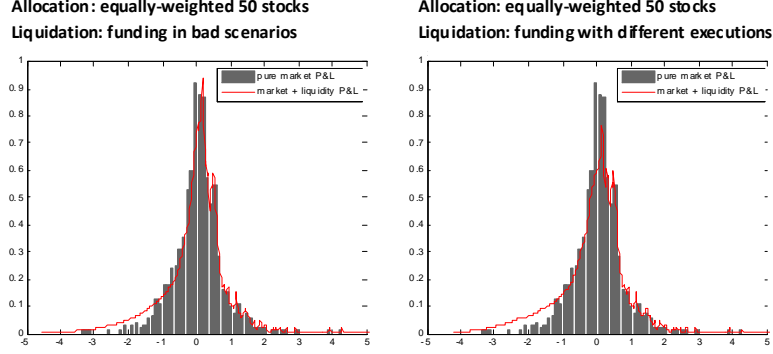 Allocation: equally-weighted 50 stocks
Liquidation: funding in bad scenarios
1
0.9
0.8
0.7
0.6
0.5
0.4
0.3
0.2
0.1
0
-5 -4 -3 -2 -1 0 1 2 3 4 5
pure market P&L
market + liquidity P&L
Allocation: equally-weighted 50 stocks
Liquidation: funding with different executions
1
0.9
0.8
0.7
0.6
0.5
0.4
0.3
0.2
0.1
0
-5 -4 -3 -2 -1 0 1 2 3 4 5
pure market P&L
market + liquidity P&L